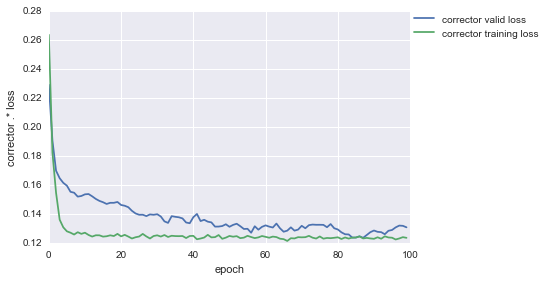 0.28
0.26
0.24
0.22
0.20
0.18
0.16
0.14
0.12
0 20 40 60 80 100
epoch
corrector .* loss
corrector valid loss
corrector training loss